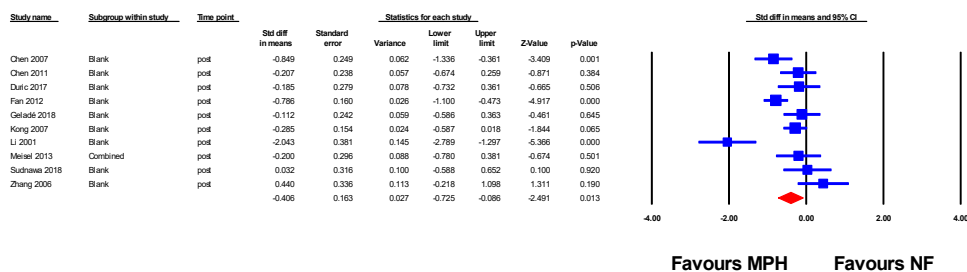 Study name Subgroup within study Time point Statistics for each study Std diff in means and 95% CI
Std diff Standard Lower Upper
in means error Variance limit limit Z-Value p-Value
Chen 2007 Blank post -0.849 0.249 0.062 -1.336 -0.361 -3.409 0.001
Chen 2011 Blank post -0.207 0.238 0.057 -0.674 0.259 -0.871 0.384
Duric 2017 Blank post -0.185 0.279 0.078 -0.732 0.361 -0.665 0.506
Fan 2012 Blank post -0.786 0.160 0.026 -1.100 -0.473 -4.917 0.000
Geladé 2018 Blank post -0.112 0.242 0.059 -0.586 0.363 -0.461 0.645
Kong 2007 Blank post -0.285 0.154 0.024 -0.587 0.018 -1.844 0.065
Li 2001 Blank post -2.043 0.381 0.145 -2.789 -1.297 -5.366 0.000
Meisel 2013 Combined post -0.200 0.296 0.088 -0.780 0.381 -0.674 0.501
Sudnawa 2018 Blank post 0.032 0.316 0.100 -0.588 0.652 0.100 0.920
Zhang 2006 Blank post 0.440 0.336 0.113 -0.218 1.098 1.311 0.190
-0.406 0.163 0.027 -0.725 -0.086 -2.491 0.013
-4.00 -2.00 0.00 2.00 4.00
Favours MPH Favours NF